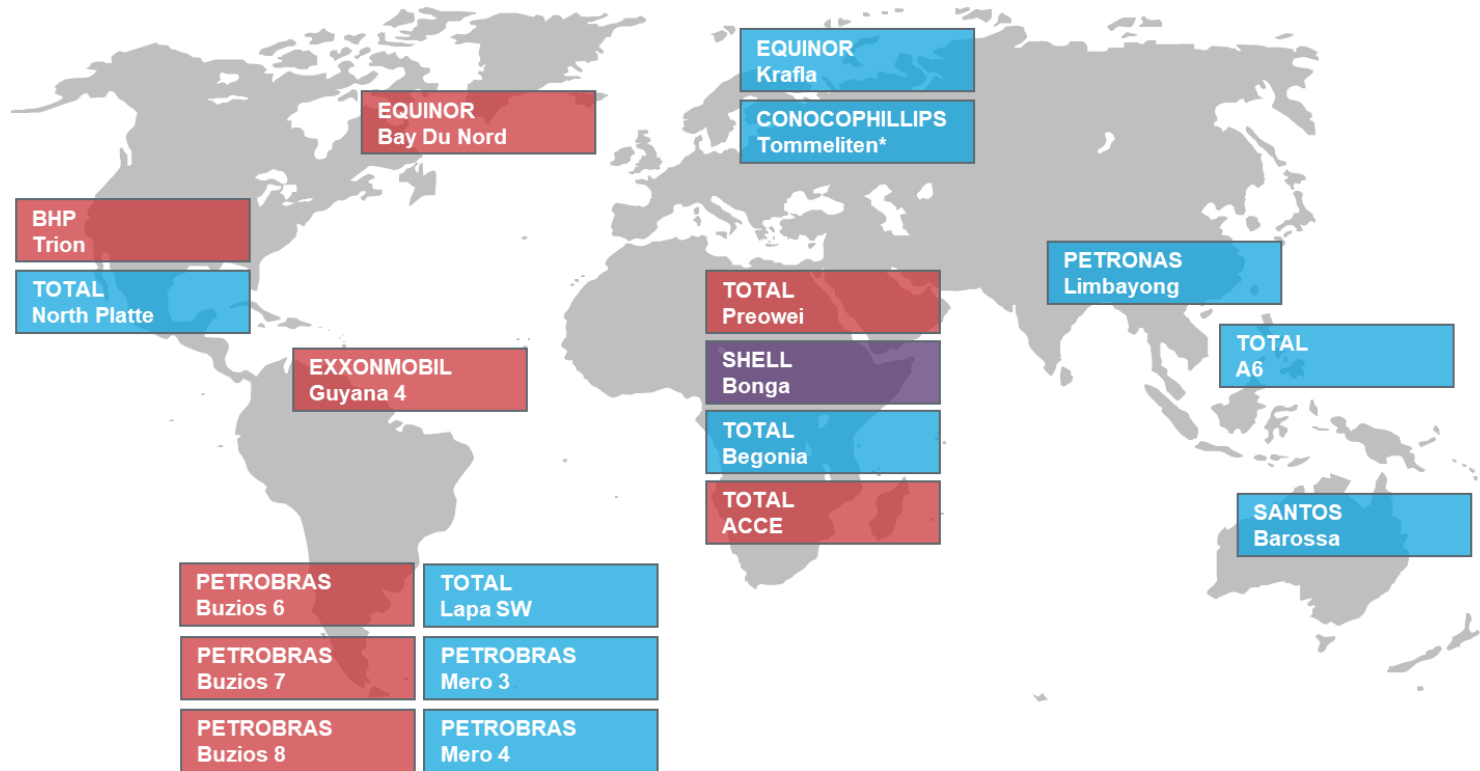 EQUINOR
Krafla
EQUINOR
Bay Du Nord
CONOCOPHILLIPS
Tommeliten*
BHP
Trion
TOTAL
North Platte
PETRONAS
Limbayong
TOTAL
Preowei
TOTAL
A6
EXXONMOBIL
Guyana 4
SHELL
Bonga
TOTAL
Begonia
TOTAL
ACCE
SANTOS
Barossa
PETROBRAS
Buzios 6
TOTAL
Lapa SW
PETROBRAS
Buzios 7
PETROBRAS
Mero 3
PETROBRAS
Buzios 8
PETROBRAS
Mero 4